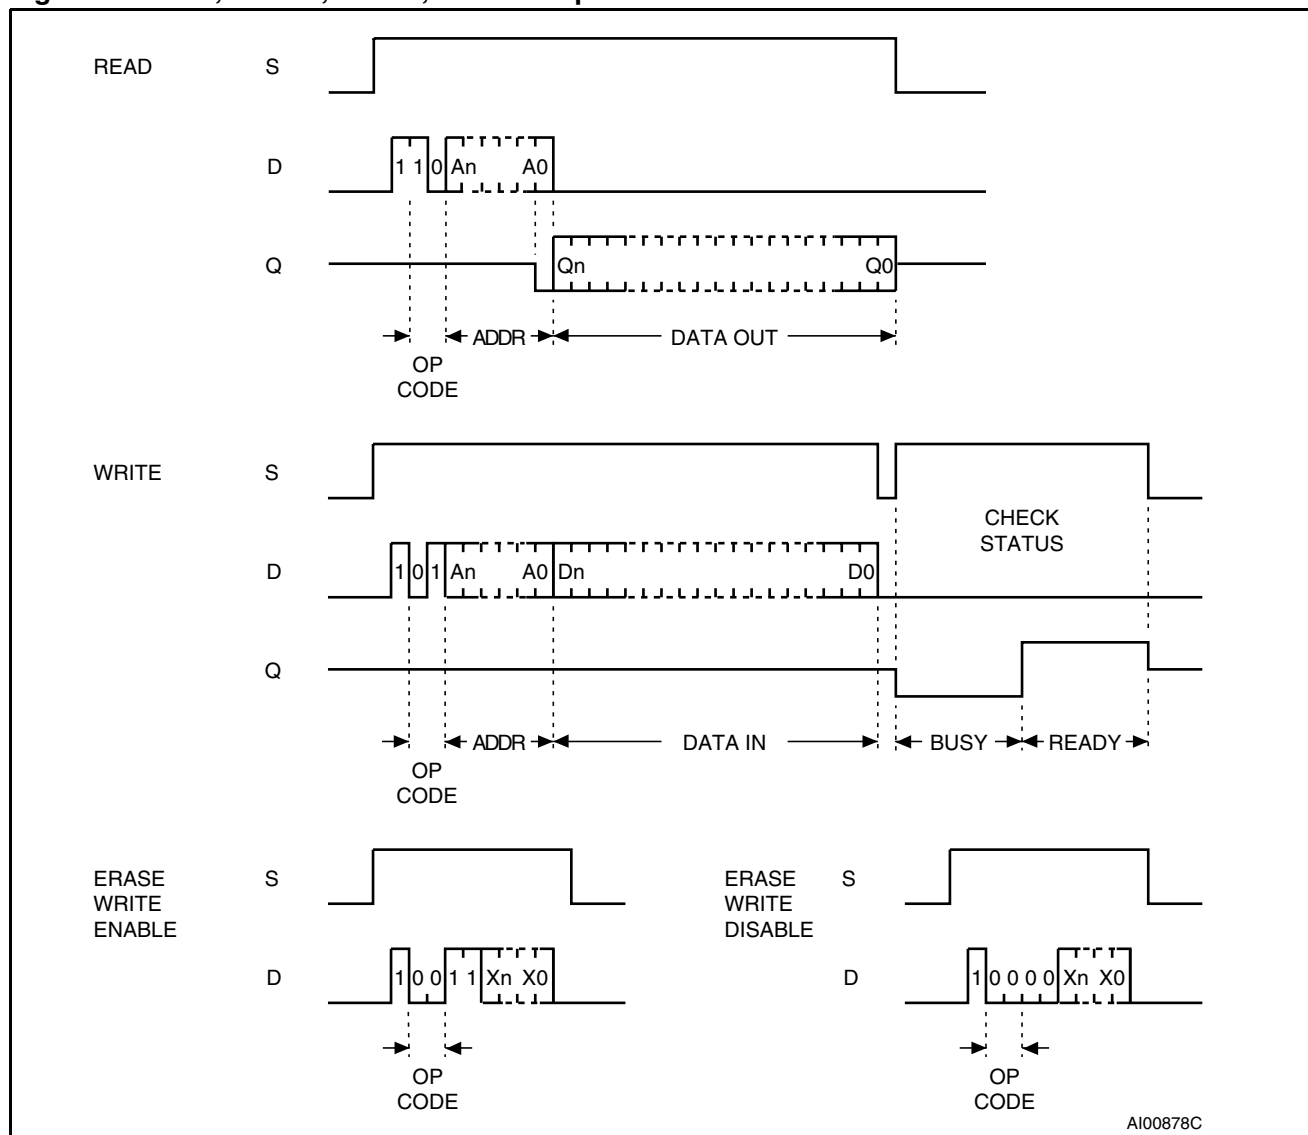 READ S
D 1 1 0 An A0
Q Qn Q0
ADDR DATA OUT
OP
CODE
WRITE S
CHECK
STATUS
D 1 0 1 An A0 Dn D0
Q
ADDR DATA IN BUSY READY
OP
CODE
ERASE
WRITE
ENABLE
S
D 1 0 0 1 1 Xn X0
OP
CODE
ERASE
WRITE
DISABLE
S
D 1 0 0 0 0 Xn X0
OP
CODE
AI00878C